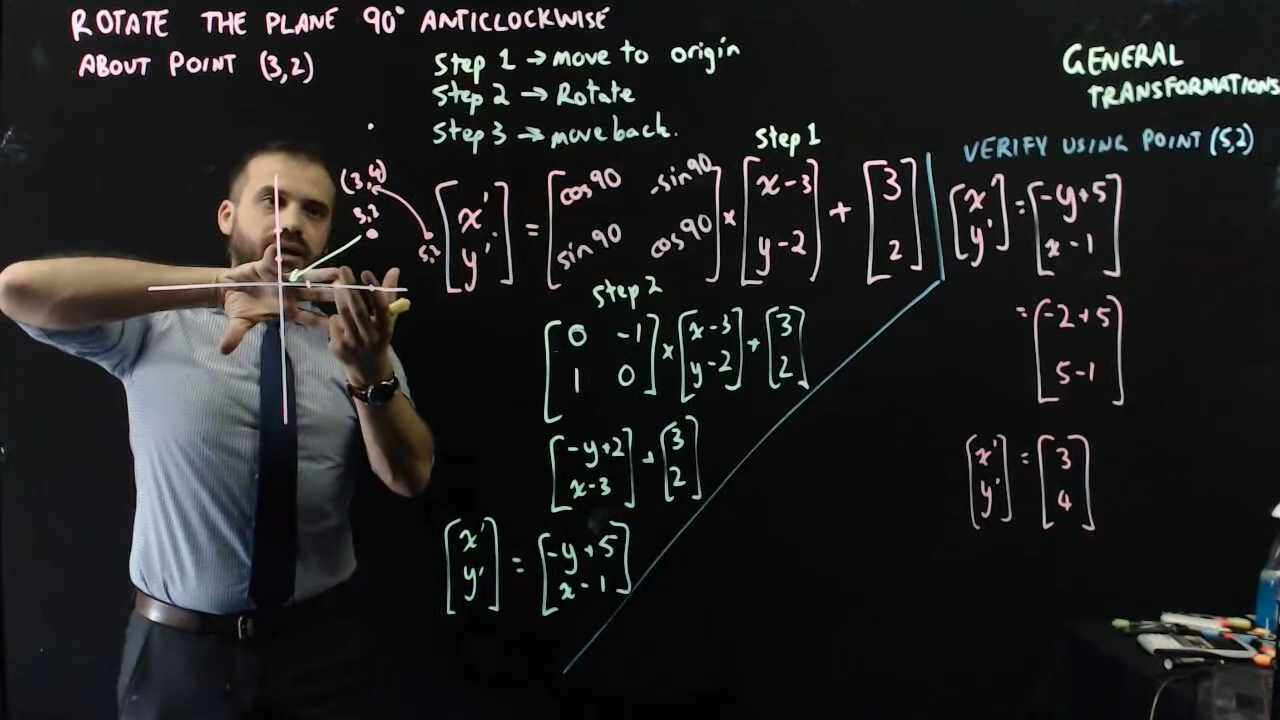 ROTATE THE PLANE 90° ANTICLOCKWISE
ABOUT POINT (3,2)
Step 1 → move to origin
Step 2 → Rotate
Step 3 → move back.
GENERAL
TRANSFORMATIONS
(3,4)
3,2
5,2
Step 1
[x' y'] = [cos90 -sin90 sin90 cos90] × [x-3 y-2] + [3 2]
Step 2
[0 -1 1 0] × [x-3 y-2] + [3 2]
[-y+2 x-3] + [3 2]
[x' y'] = [-y+5 x-1]
VERIFY USING POINT (5,2)
[x' y'] = [-y+5 x-1]
= [-2+5 5-1]
[x' y'] = [3 4]